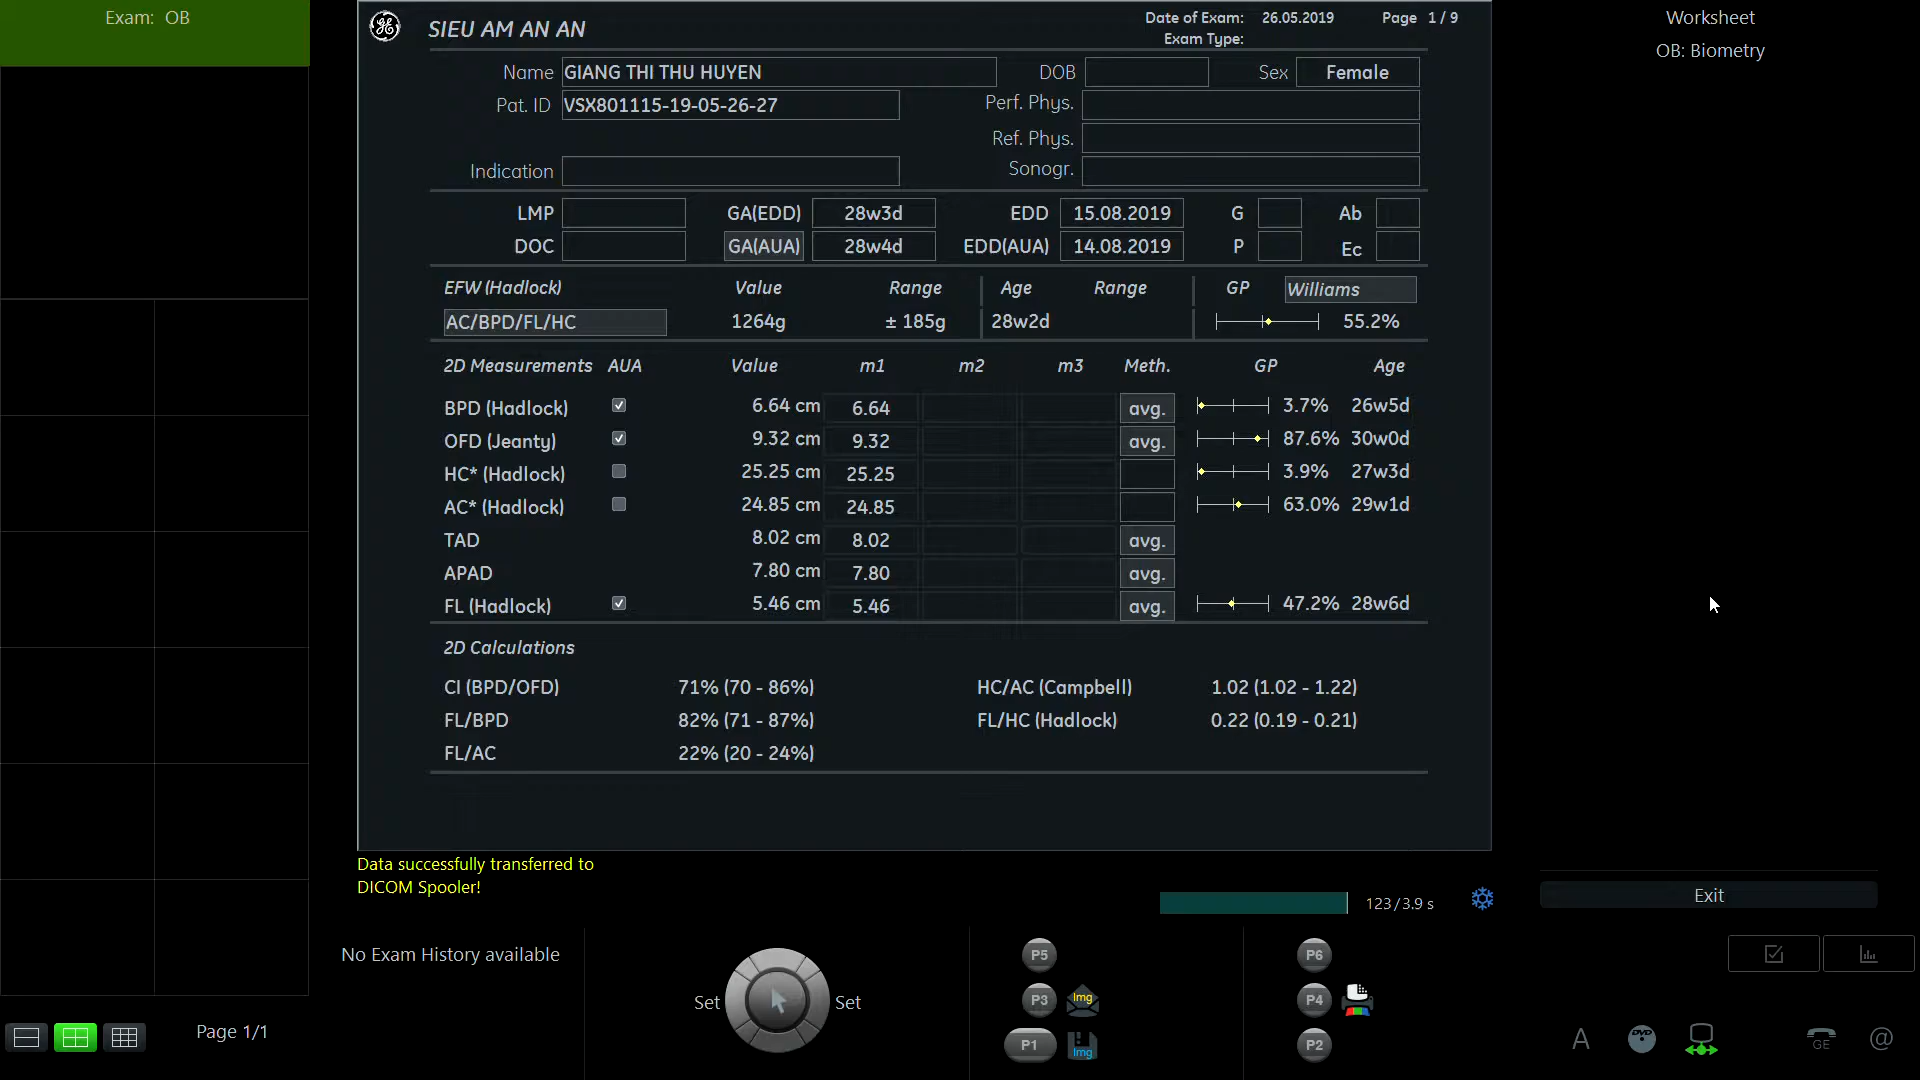 Exam: OB
SIEU AM AN AN
Date of Exam: 26.05.2019 Page 1 / 9
Exam Type:
Name GIANG THI THU HUYEN DOB Sex Female
Pat. ID VSX801115-19-05-26-27 Perf. Phys.
Ref. Phys.
Indication Sonogr.
LMP GA(EDD) 28w3d EDD 15.08.2019 G Ab
DOC GA(AUA) 28w4d EDD(AUA) 14.08.2019 P Ec
EFW (Hadlock) Value Range Age Range GP Williams
AC/BPD/FL/HC 1264g ± 185g 28w2d 55.2%
2D Measurements AUA Value m1 m2 m3 Meth. GP Age
BPD (Hadlock) 6.64 cm 6.64 avg. 3.7% 26w5d
OFD (Jeanty) 9.32 cm 9.32 avg. 87.6% 30w0d
HC* (Hadlock) 25.25 cm 25.25 3.9% 27w3d
AC* (Hadlock) 24.85 cm 24.85 63.0% 29w1d
TAD 8.02 cm 8.02 avg.
APAD 7.80 cm 7.80 avg.
FL (Hadlock) 5.46 cm 5.46 avg. 47.2% 28w6d
2D Calculations
CI (BPD/OFD) 71% (70 - 86%) HC/AC (Campbell) 1.02 (1.02 - 1.22)
FL/BPD 82% (71 - 87%) FL/HC (Hadlock) 0.22 (0.19 - 0.21)
FL/AC 22% (20 - 24%)
Worksheet
OB: Biometry
Data successfully transferred to
DICOM Spooler!
123/3.9 s
Exit
No Exam History available
Set Set
P5
P3 Img
P1 Img
P6
P4
P2
Page 1/1
A DVD GE @